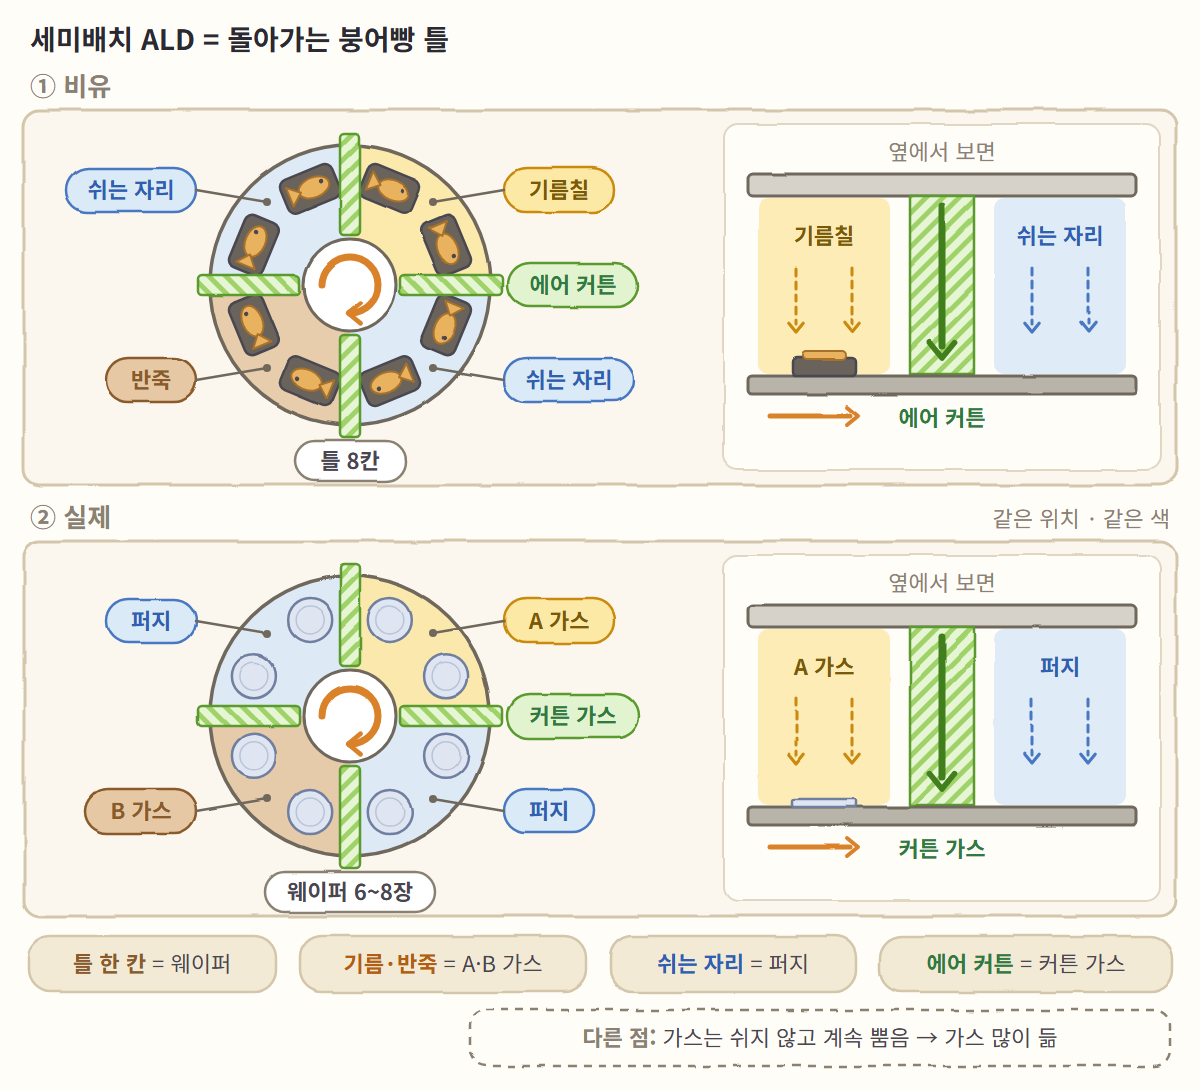 세미배치 ALD = 돌아가는 붕어빵 틀
① 비유
쉬는 자리
기름칠
에어 커튼
반죽
쉬는 자리
틀 8칸
옆에서 보면
기름칠
쉬는 자리
에어 커튼
② 실제
같은 위치 · 같은 색
퍼지
A 가스
커튼 가스
B 가스
퍼지
웨이퍼 6~8장
옆에서 보면
A 가스
퍼지
커튼 가스
틀 한 칸 = 웨이퍼
기름·반죽 = A·B 가스
쉬는 자리 = 퍼지
에어 커튼 = 커튼 가스
다른 점: 가스는 쉬지 않고 계속 뿜음 → 가스 많이 듦